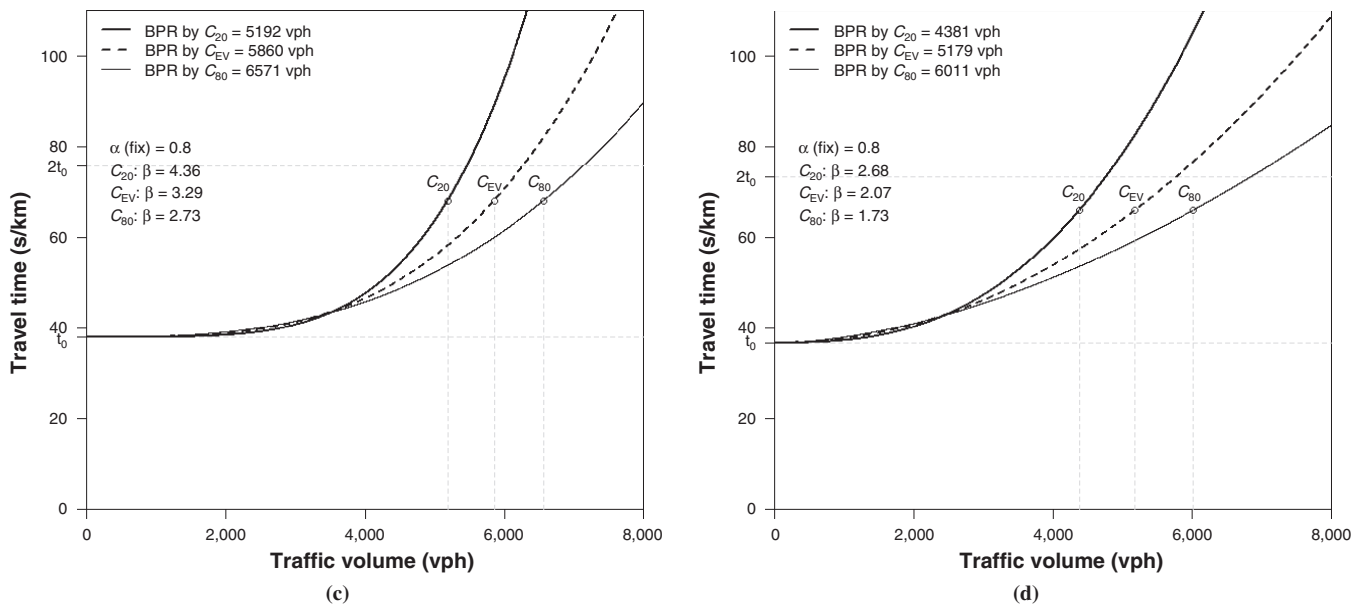 BPR by C20 = 5192 vph
BPR by CEV = 5860 vph
BPR by C80 = 6571 vph
α (fix) = 0.8
C20: β = 4.36
CEV: β = 3.29
C80: β = 2.73
C20
CEV
C80
100
80
2t0
60
40
t0
20
0
Travel time (s/km)
0
2,000
4,000
6,000
8,000
Traffic volume (vph)
(c)
BPR by C20 = 4381 vph
BPR by CEV = 5179 vph
BPR by C80 = 6011 vph
α (fix) = 0.8
C20: β = 2.68
CEV: β = 2.07
C80: β = 1.73
C20
CEV
C80
100
80
2t0
60
40
t0
20
0
Travel time (s/km)
0
2,000
4,000
6,000
8,000
Traffic volume (vph)
(d)